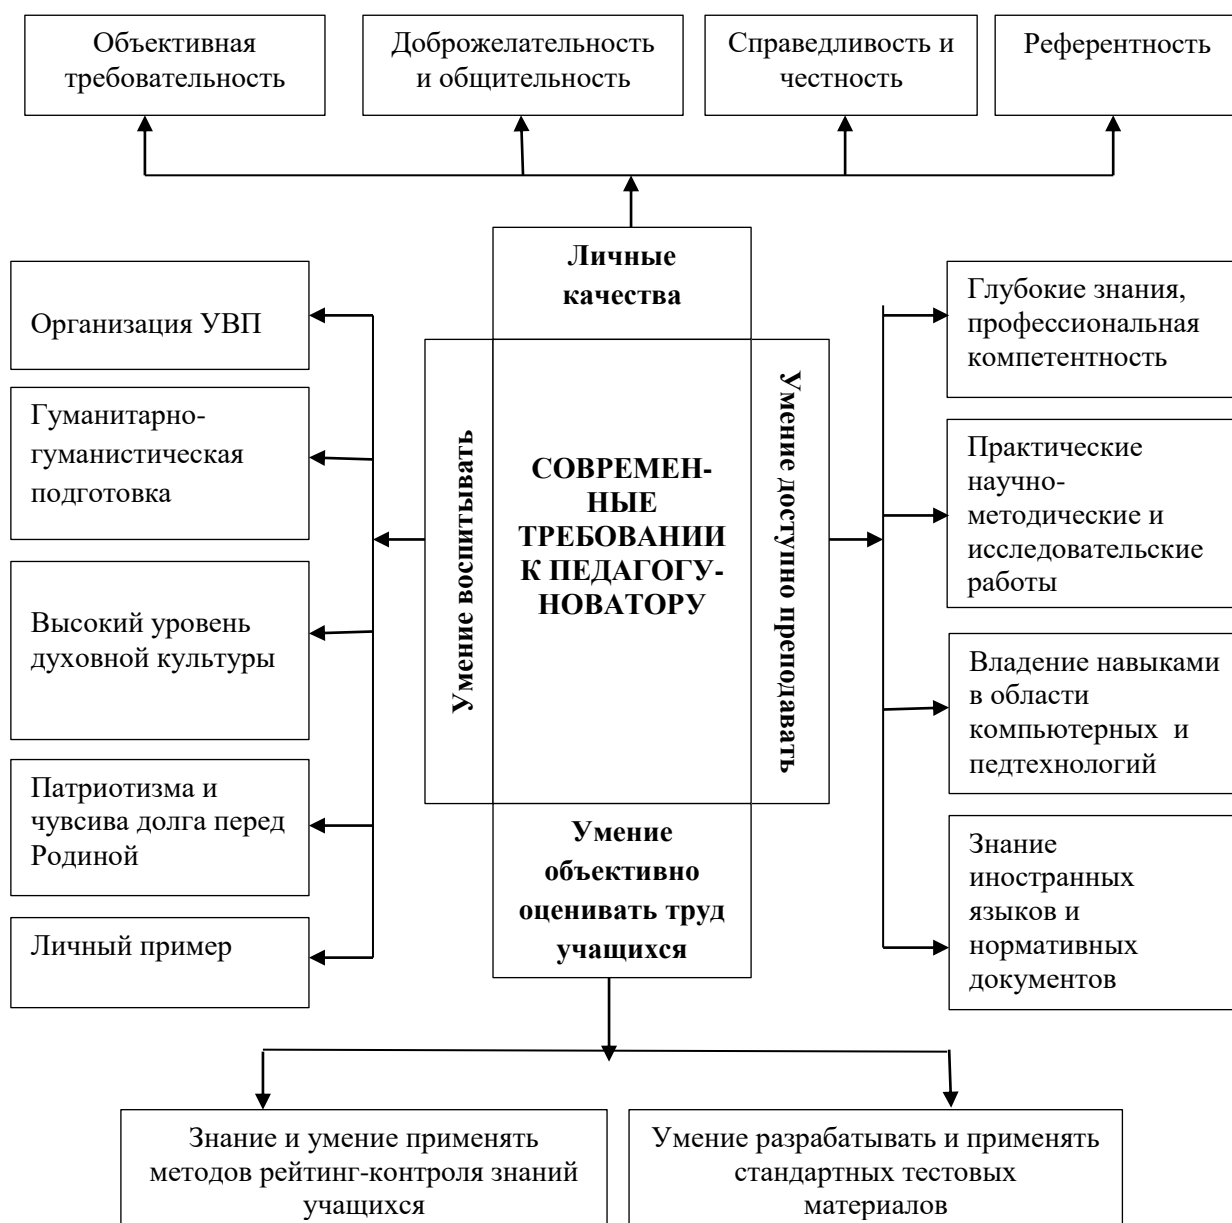 Объективная
требовательность
Доброжелательность
и общительность
Справедливость и
честность
Референтность
Личные
качества
Организация УВП
Гуманитарно-
гуманистическая
подготовка
Высокий уровень
духовной культуры
Патриотизма и
чувсива долга перед
Родиной
Личный пример
Умение воспитывать
СОВРЕМЕН-
НЫЕ
ТРЕБОВАНИИ
К ПЕДАГОГУ-
НОВАТОРУ
Умение доступно преподавать
Глубокие знания,
профессиональная
компетентность
Практические
научно-
методические и
исследовательские
работы
Владение навыками
в области
компьютерных и
педтехнологий
Знание
иностранных
языков и
нормативных
документов
Умение
объективно
оценивать труд
учащихся
Знание и умение применять
методов рейтинг-контроля знаний
учащихся
Умение разрабатывать и применять
стандартных тестовых
материалов